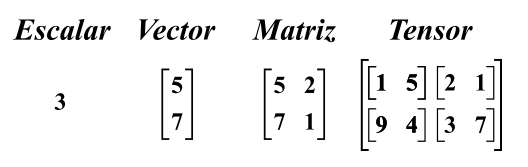 Escalar Vector Matriz Tensor
3 [5 7] [5 2 7 1] [[1 5] [2 1] [9 4] [3 7]]